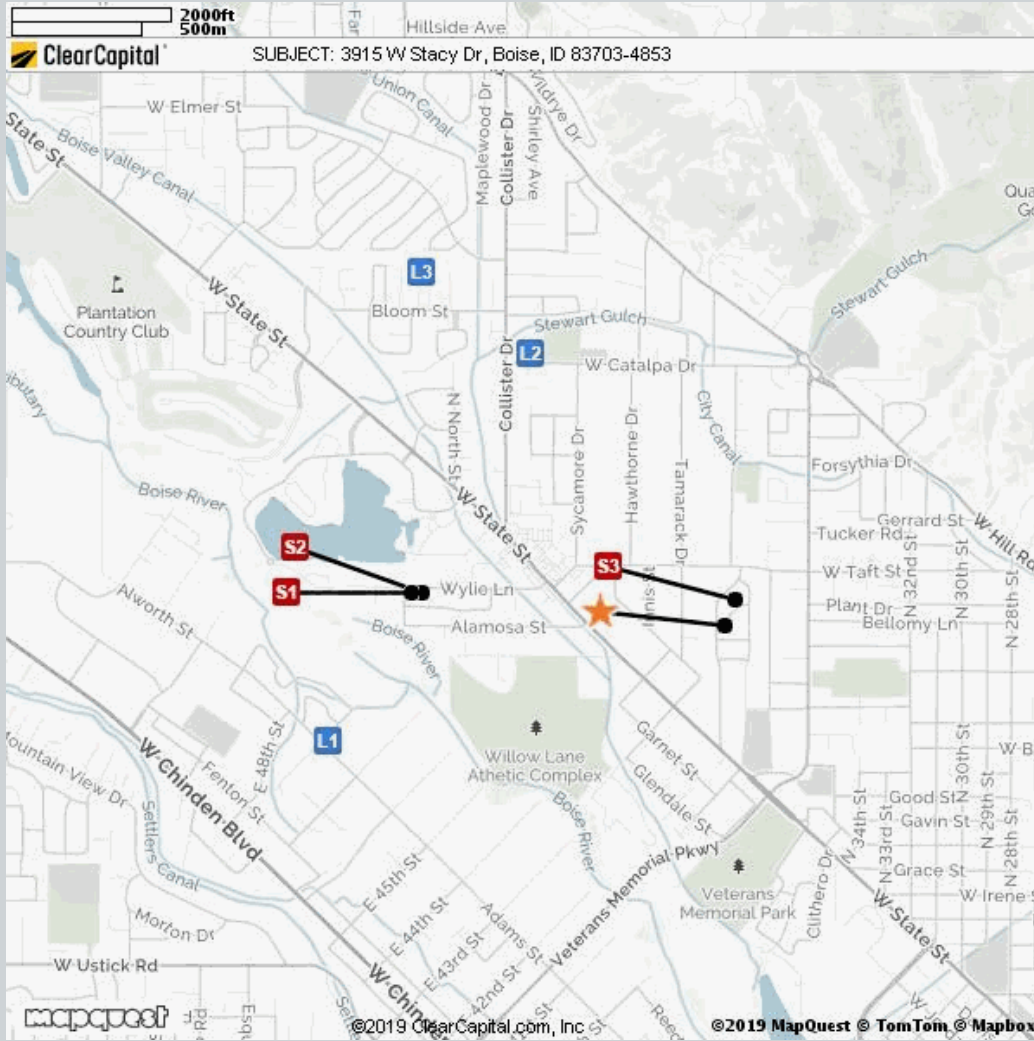 2000ft
500m
Hillside Ave
ClearCapital
SUBJECT: 3915 W Stacy Dr, Boise, ID 83703-4853
W Elmer St
Union Canal
Maplewood Dr
Collister Dr
Shirley Ave
Wildrye Dr
State St
Boise Valley Canal
L3
W State St
Bloom St
Plantation
Country Club
Stewart Gulch
Stewart Gulch
L2
W Catalpa Dr
Collister Dr
N North St
City Canal
Sycamore Dr
Hawthorne Dr
Tamarack Dr
Forsythia Dr
Boise River
W State St
Gerrard St
W Hill Rd
Tucker Rd
S2
S3
W Taft St
N 32nd St
N 30th St
N 28th St
S1
Wylie Ln
Plant Dr
Bellomy Ln
Alworth St
Alamosa St
Boise River
L1
Willow Lane
Athetic Complex
Garnet St
Glendale St
Mountain View Dr
W Chinden Blvd
Fenton St
E 48th St
Settlers Canal
Boise River
N 30th St
N 29th St
N 28th St
Good St
Gavin St
N 34th St
N 33rd St
Grace St
W Irene S
Veterans Memorial Pkwy
Veterans
Memorial Park
Clithero Dr
W State St
E 45th St
E 44th St
E 43rd St
42nd St
Adams St
Morton Dr
W Ustick Rd
W Chinden
mapquest
©2019 ClearCapital.com, Inc
©2019 MapQuest © TomTom © Mapbox